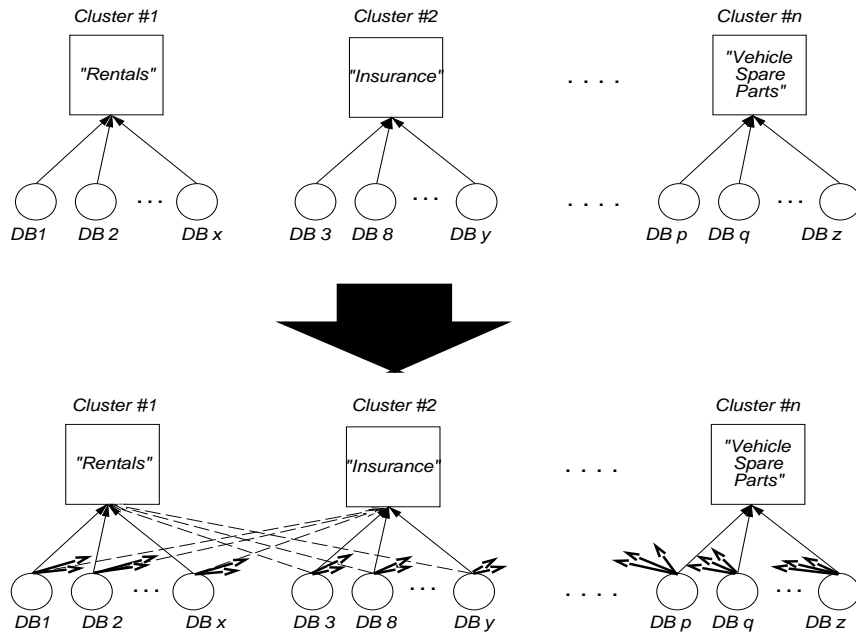 Cluster #1 Cluster #2 Cluster #n
"Rentals" "Insurance" "Vehicle
Spare
Parts"
. . . .
. . . . . . . . . . . . .
DB1 DB 2 DB x DB 3 DB 8 DB y DB p DB q DB z
Cluster #1 Cluster #2 Cluster #n
"Rentals" "Insurance" "Vehicle
Spare
Parts"
. . . .
. . . . . . . . . . . . .
DB1 DB 2 DB x DB 3 DB 8 DB y DB p DB q DB z